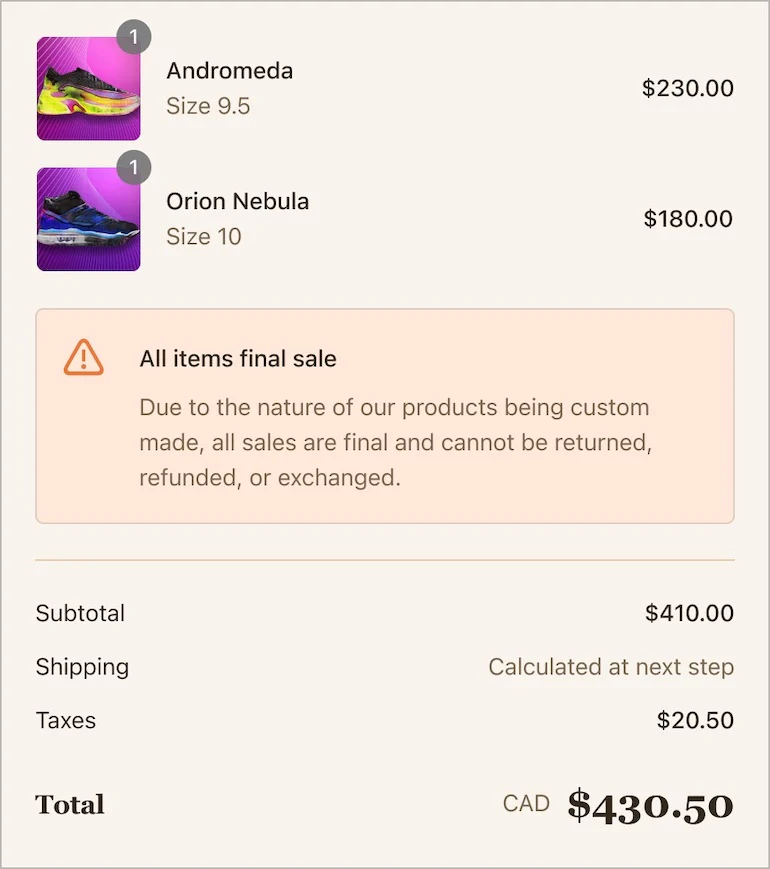 1
Andromeda
Size 9.5
$230.00
1
Orion Nebula
Size 10
$180.00
All items final sale
Due to the nature of our products being custom
made, all sales are final and cannot be returned,
refunded, or exchanged.
Subtotal $410.00
Shipping Calculated at next step
Taxes $20.50
Total CAD $430.50